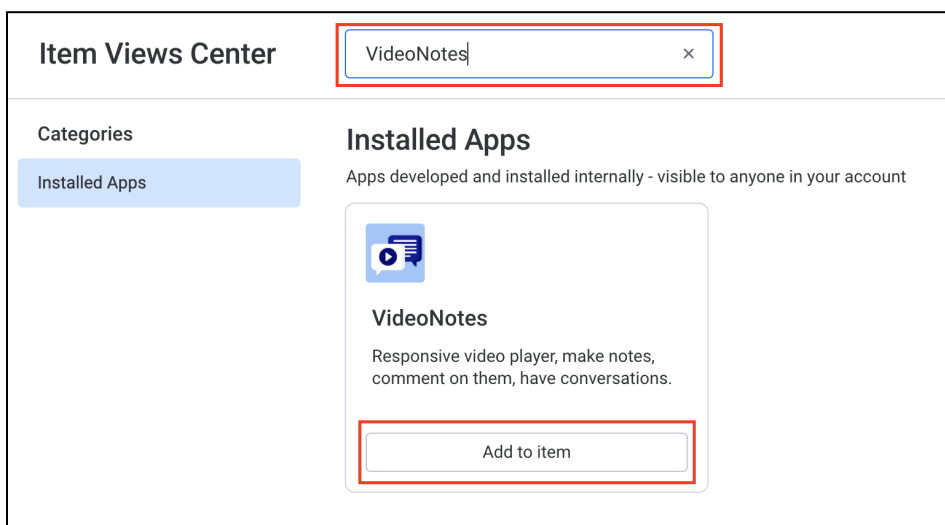 Item Views Center
VideoNotes
Categories
Installed Apps
Installed Apps
Apps developed and installed internally - visible to anyone in your account
VideoNotes
Responsive video player, make notes,
comment on them, have conversations.
Add to item